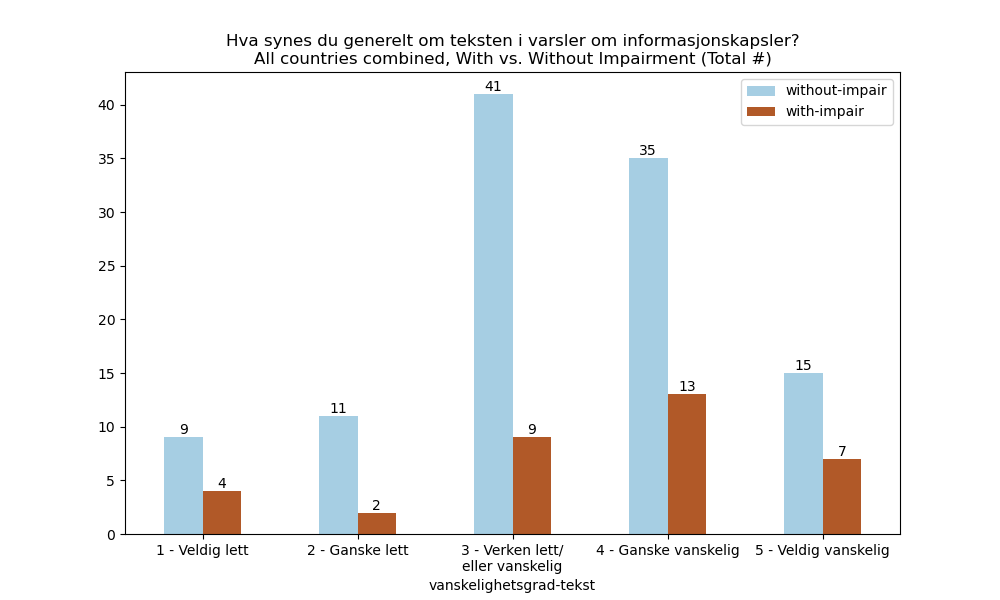 Hva synes du generelt om teksten i varsler om informasjonskapsler?
All countries combined, With vs. Without Impairment (Total #)
without-impair
with-impair
40
35
30
25
20
15
10
5
0
9
4
11
2
41
9
35
13
15
7
1 - Veldig lett
2 - Ganske lett
3 - Verken lett/
eller vanskelig
4 - Ganske vanskelig
5 - Veldig vanskelig
vanskelighetsgrad-tekst